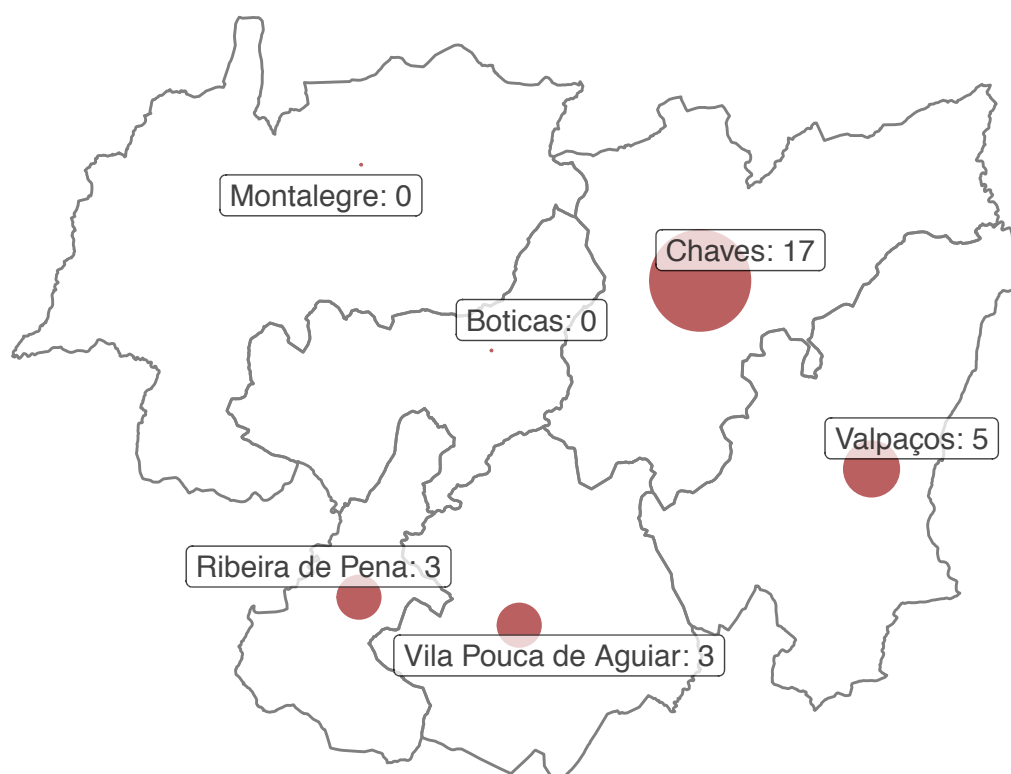 Montalegre: 0
Chaves: 17
Boticas: 0
Valpaços: 5
Ribeira de Pena: 3
Vila Pouca de Aguiar: 3